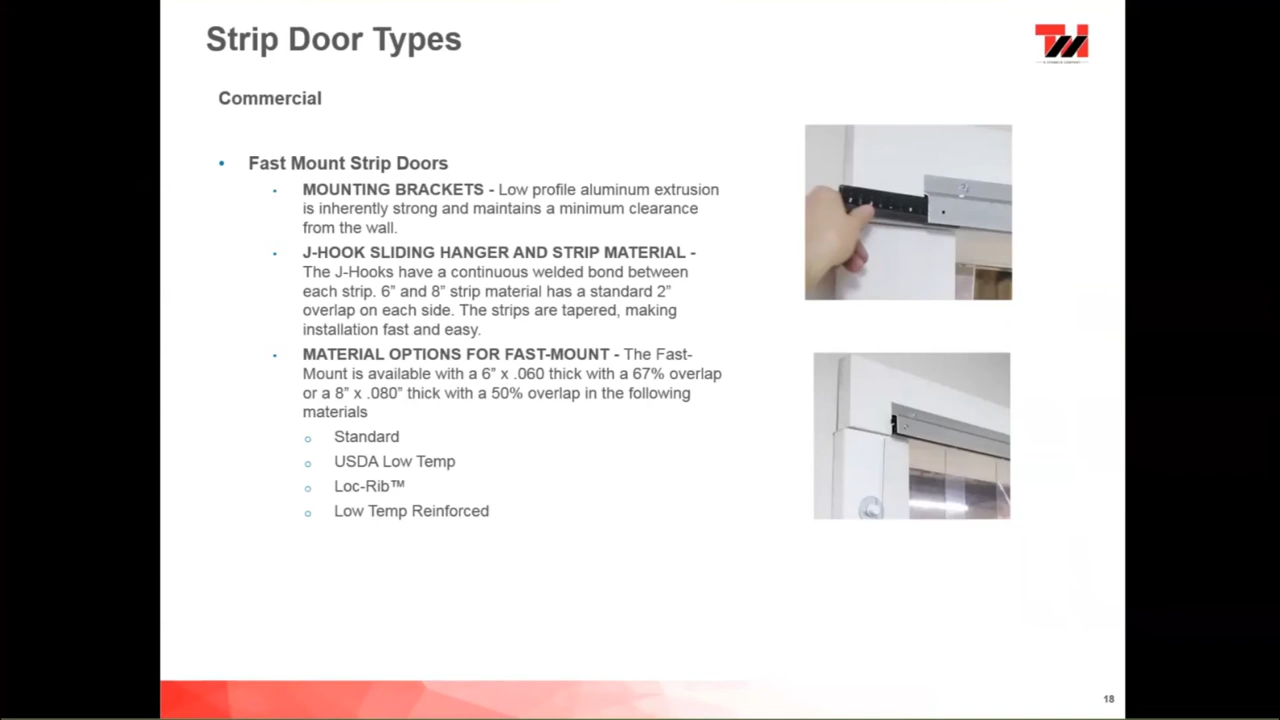 Strip Door Types
Commercial
• Fast Mount Strip Doors
MOUNTING BRACKETS - Low profile aluminum extrusion
is inherently strong and maintains a minimum clearance
from the wall.
J-HOOK SLIDING HANGER AND STRIP MATERIAL -
The J-Hooks have a continuous welded bond between
each strip. 6” and 8” strip material has a standard 2”
overlap on each side. The strips are tapered, making
installation fast and easy.
MATERIAL OPTIONS FOR FAST-MOUNT - The Fast-
Mount is available with a 6” x .060 thick with a 67% overlap
or a 8” x .080” thick with a 50% overlap in the following
materials
Standard
USDA Low Temp
Loc-Rib™
Low Temp Reinforced
18